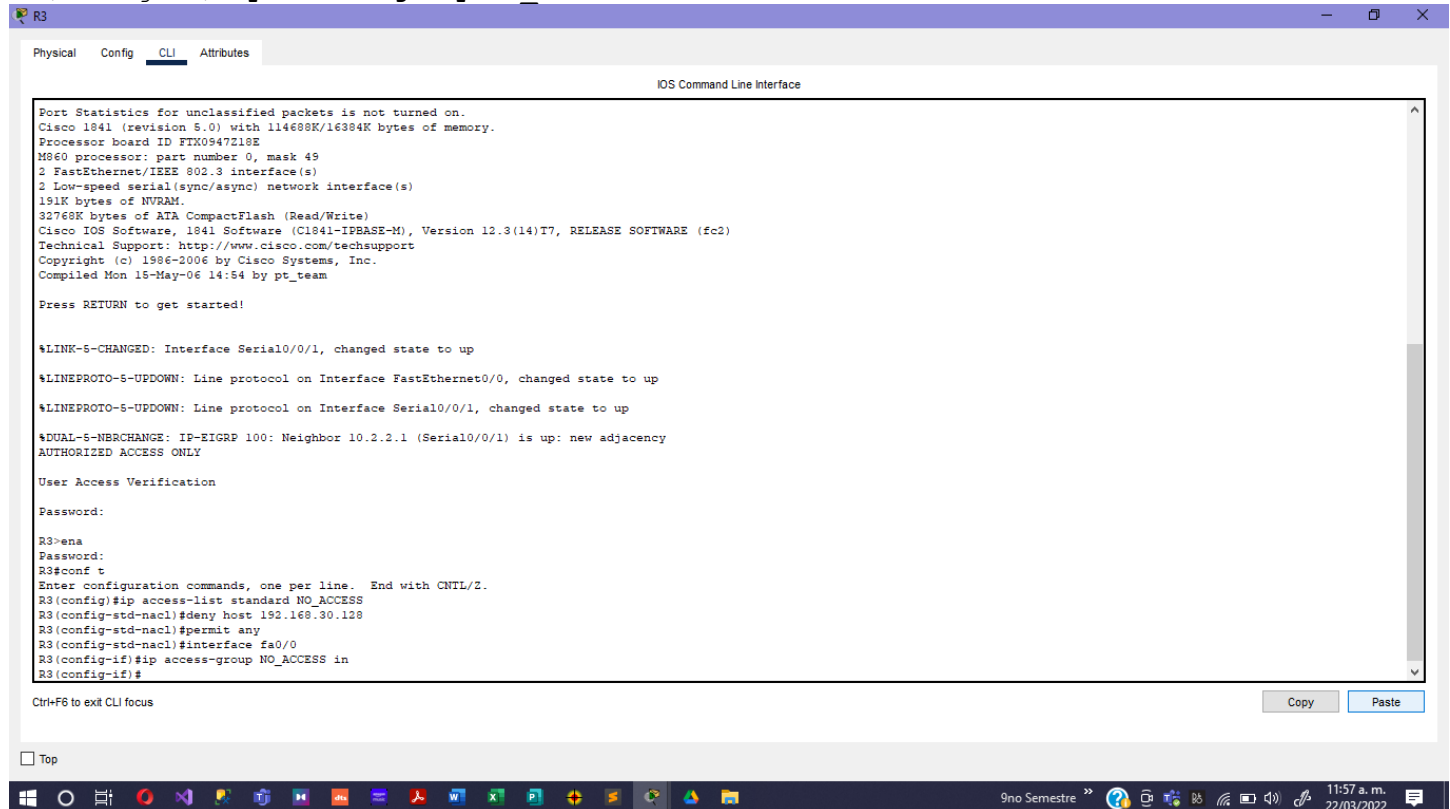 R3
Physical Config CLI Attributes
IOS Command Line Interface
Port Statistics for unclassified packets is not turned on.
Cisco 1841 (revision 5.0) with 114688K/16384K bytes of memory.
Processor board ID FTX0947Z18E
M860 processor: part number 0, mask 49
2 FastEthernet/IEEE 802.3 interface(s)
2 Low-speed serial(sync/async) network interface(s)
191K bytes of NVRAM.
32768K bytes of ATA CompactFlash (Read/Write)
Cisco IOS Software, 1841 Software (C1841-IPBASE-M), Version 12.3(14)T7, RELEASE SOFTWARE (fc2)
Technical Support: http://www.cisco.com/techsupport
Copyright (c) 1986-2006 by Cisco Systems, Inc.
Compiled Mon 15-May-06 14:54 by pt_team
Press RETURN to get started!
%LINK-5-CHANGED: Interface Serial0/0/1, changed state to up
%LINEPROTO-5-UPDOWN: Line protocol on Interface FastEthernet0/0, changed state to up
%LINEPROTO-5-UPDOWN: Line protocol on Interface Serial0/0/1, changed state to up
%DUAL-5-NBRCHANGE: IP-EIGRP 100: Neighbor 10.2.2.1 (Serial0/0/1) is up: new adjacency
AUTHORIZED ACCESS ONLY
User Access Verification
Password:
R3>ena
Password:
R3#conf t
Enter configuration commands, one per line. End with CNTL/Z.
R3(config)#ip access-list standard NO_ACCESS
R3(config-std-nacl)#deny host 192.168.30.128
R3(config-std-nacl)#permit any
R3(config-std-nacl)#interface fa0/0
R3(config-if)#ip access-group NO_ACCESS in
R3(config-if)#
Ctrl+F6 to exit CLI focus
Copy Paste
Top
9no Semestre
11:57 a. m.
22/03/2022